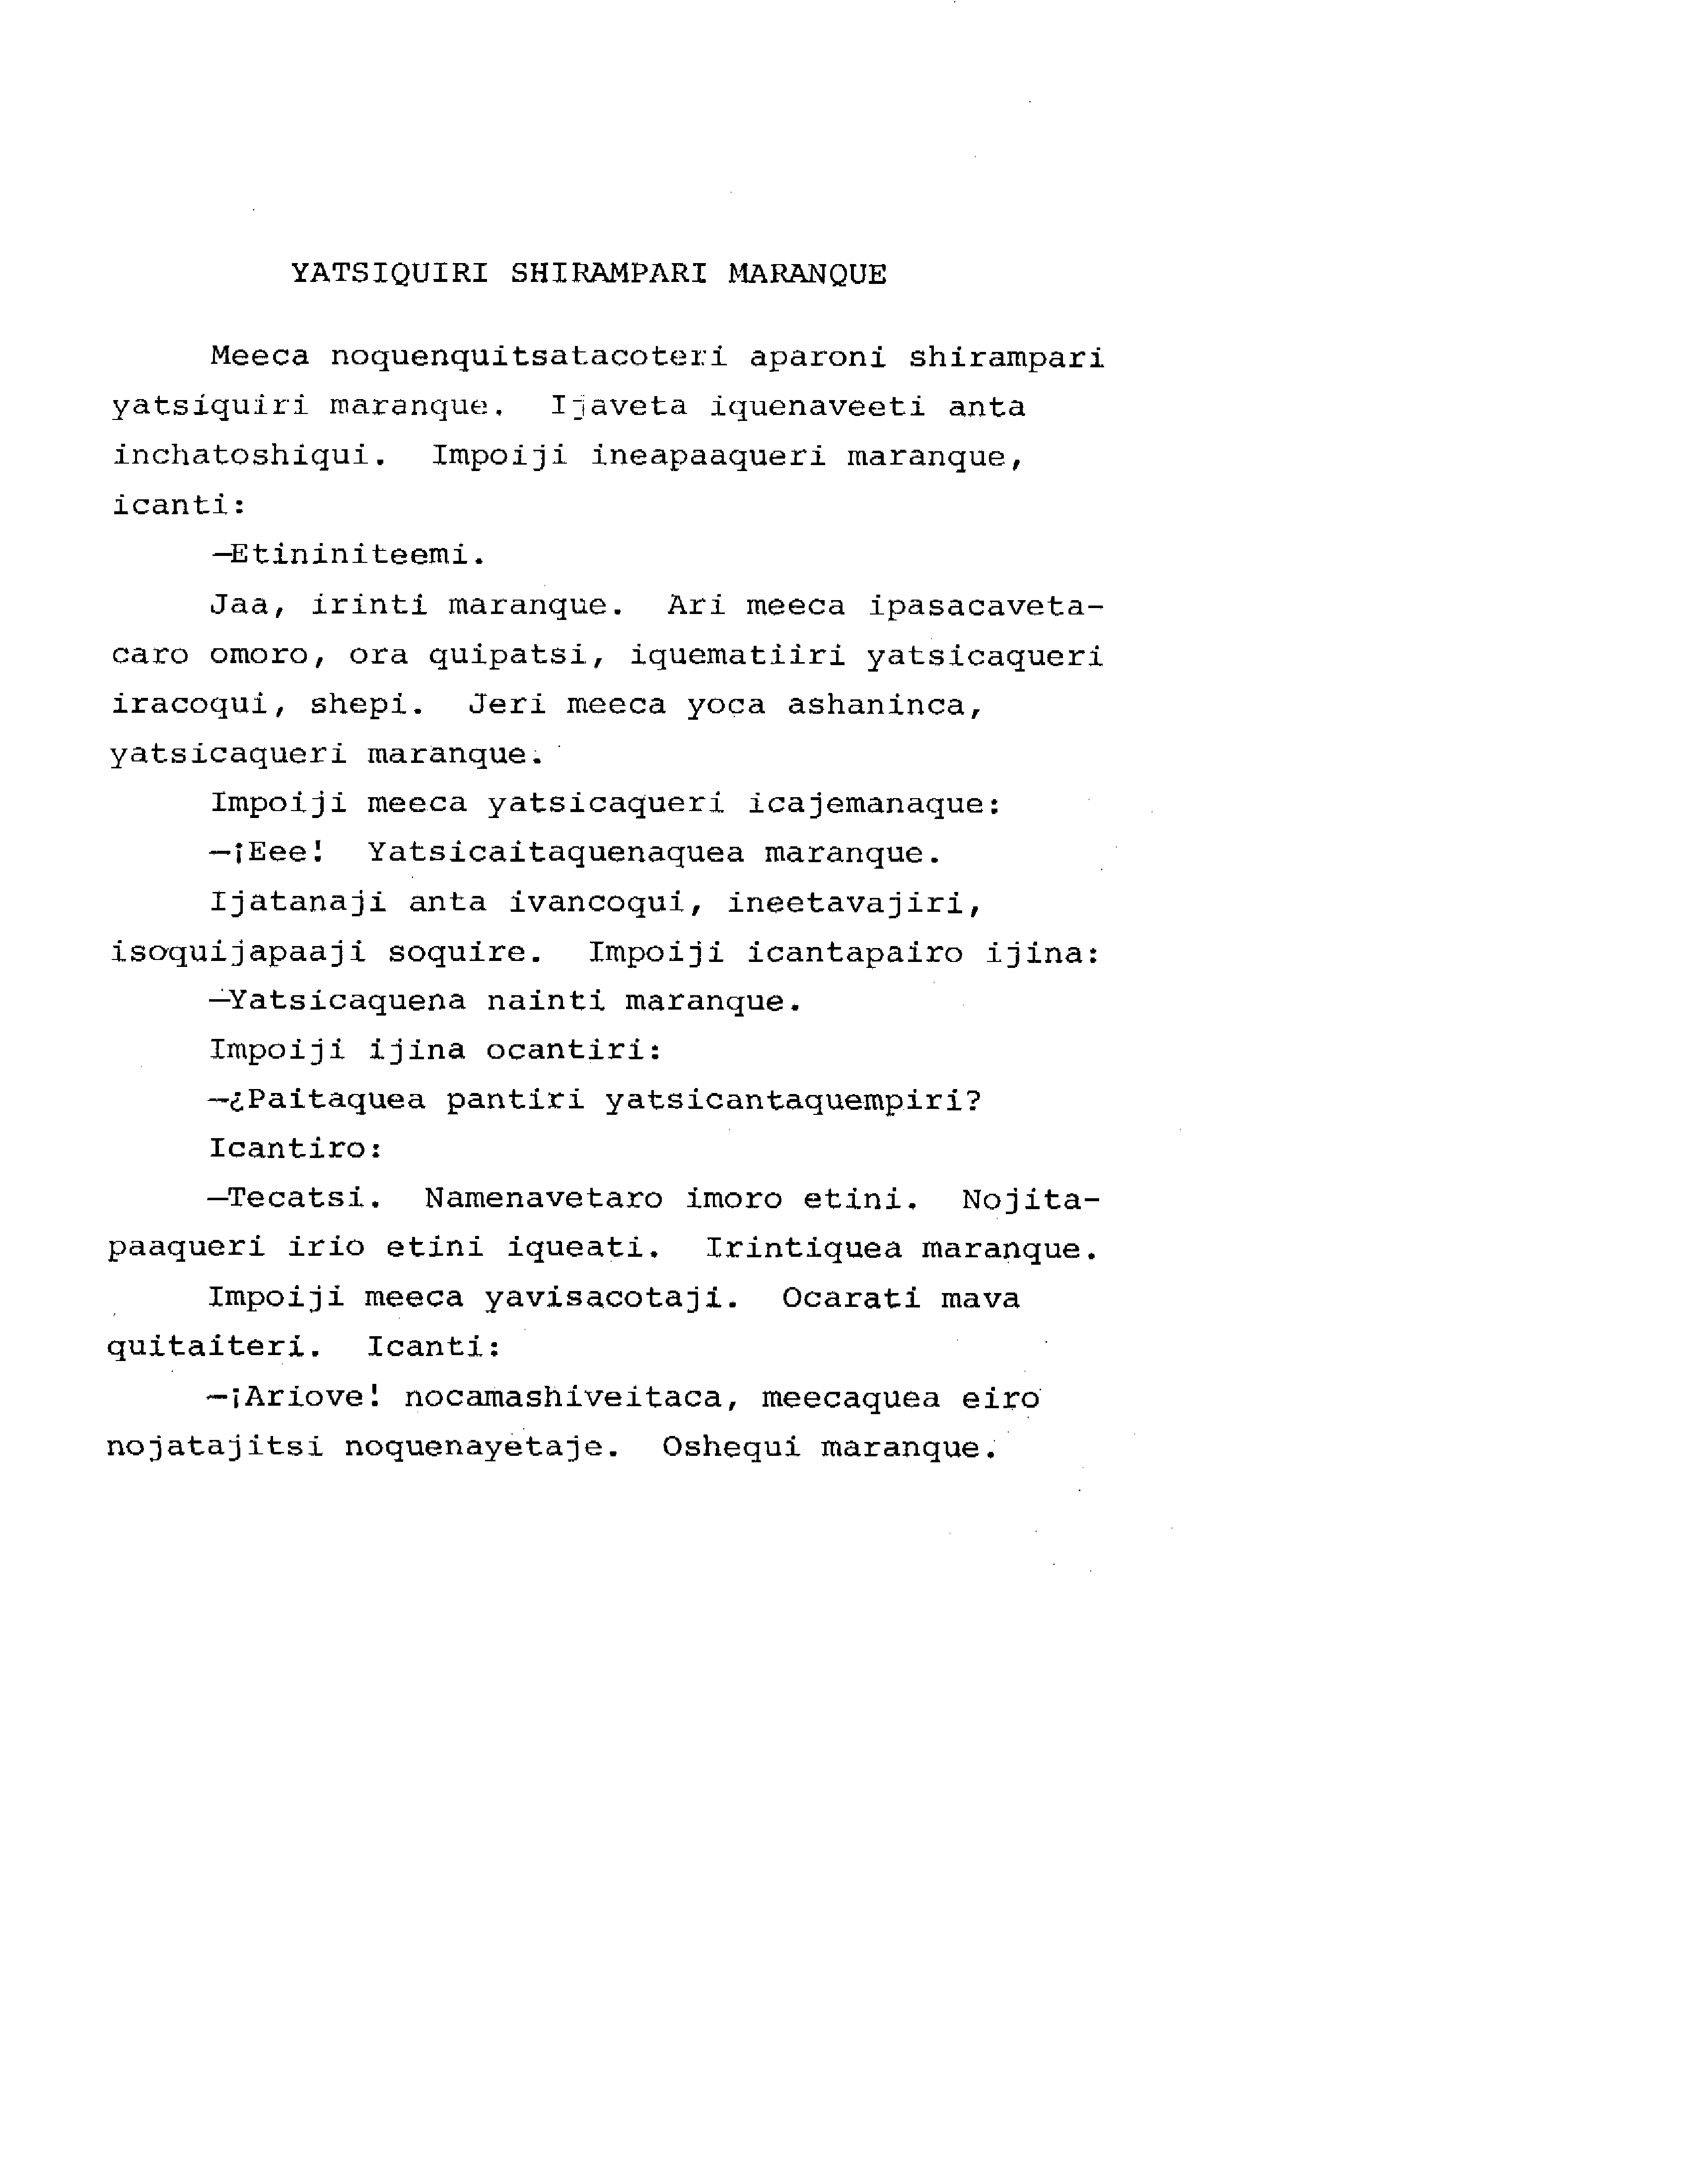 YATSIQUIRI SHIRAMPARI MARANQUE
Meeca noquenquitsatacoteri aparoni shirampari
yatsiquiri maranque. Ijaveta iquenaveeti anta
inchatoshiqui. Impoiji ineapaaqueri maranque,
icanti:
—Etininiteemi.
Jaa, irinti maranque. Ari meeca ipasacaveta-
caro omoro, ora quipatsi, iquematiiri yatsicaqueri
iracoqui, shepi. Jeri meeca yoca ashaninca,
yatsicaqueri maranque.
Impoiji meeca yatsicaqueri icajemanaque:
—¡Eee! Yatsicaitaquenaquea maranque.
Ijatanaji anta ivancoqui, ineetavajiri,
isoquijapaaji soquire. Impoiji icantapairo ijina:
—Yatsicaquena nainti maranque.
Impoiji ijina ocantiri:
—¿Paitaquea pantiri yatsicantaquempiri?
Icantiro:
—Tecatsi. Namenavetaro imoro etini. Nojita-
paaqueri irio etini iqueati. Irintiquea maranque.
Impoiji meeca yavisacotaji. Ocarati mava
quitaiteri. Icanti:
—¡Ariove! nocamashiveitaca, meecaquea eiro
nojatajitsi noquenayetaje. Oshequi maranque.